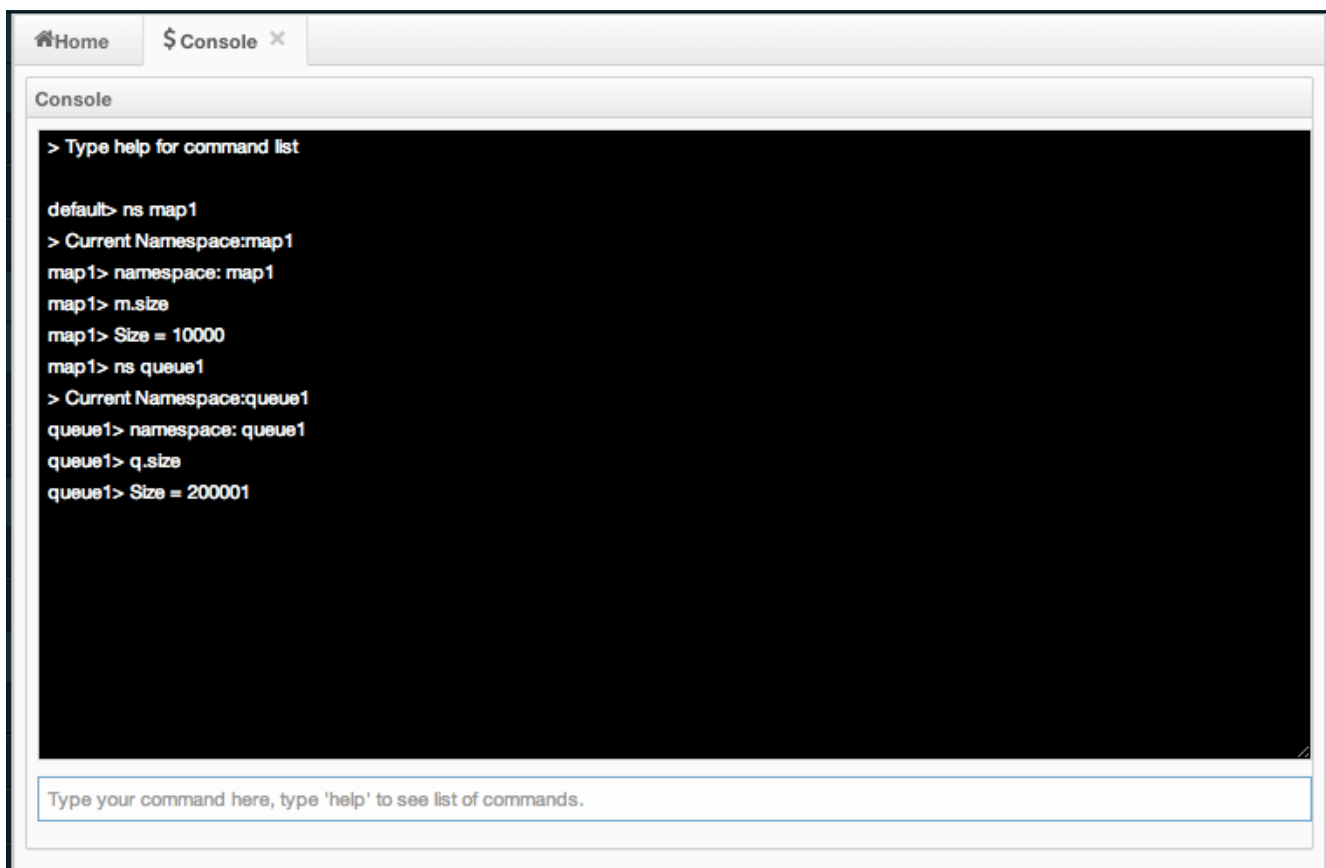 Home
$ Console ×
Console
> Type help for command list
default> ns map1
> Current Namespace:map1
map1> namespace: map1
map1> m.size
map1> Size = 10000
map1> ns queue1
> Current Namespace:queue1
queue1> namespace: queue1
queue1> q.size
queue1> Size = 200001
Type your command here, type 'help' to see list of commands.